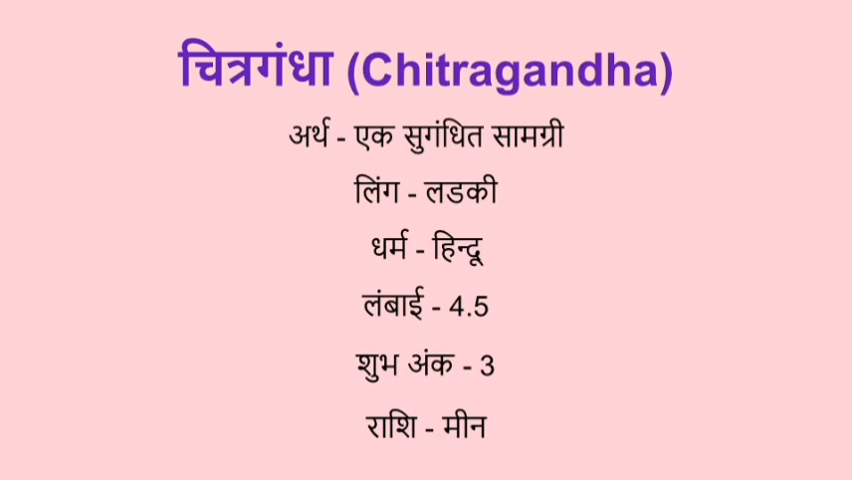 चित्रगंधा (Chitragandha)
अर्थ - एक सुगंधित सामग्री
लिंग - लडकी
धर्म - हिन्दू
लंबाई - 4.5
शुभ अंक - 3
राशि - मीन